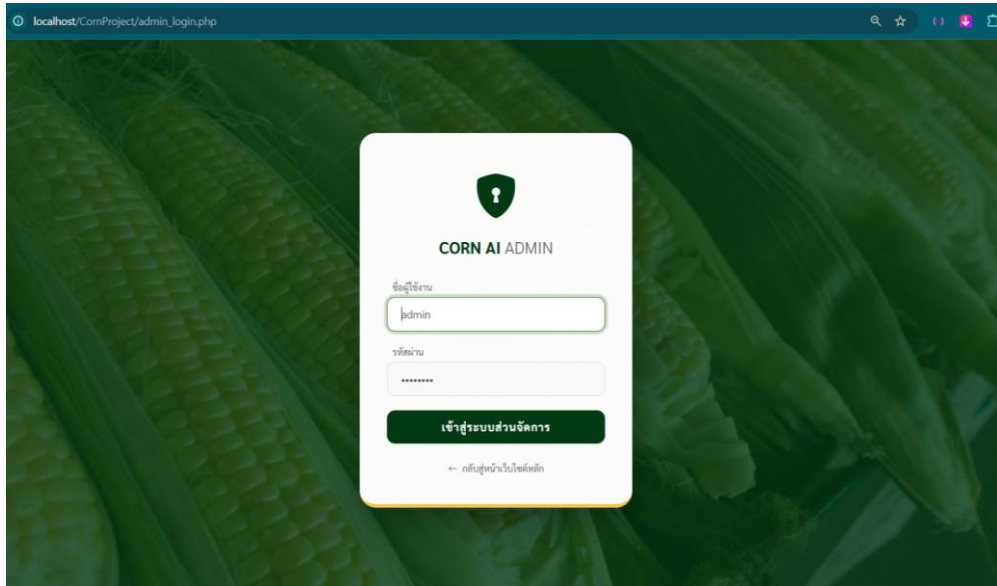 localhost/CornProject/admin_login.php
CORN AI ADMIN
ชื่อผู้ใช้งาน
admin
รหัสผ่าน
••••••••
เข้าสู่ระบบส่วนจัดการ
← กลับสู่หน้าเว็บไซต์หลัก